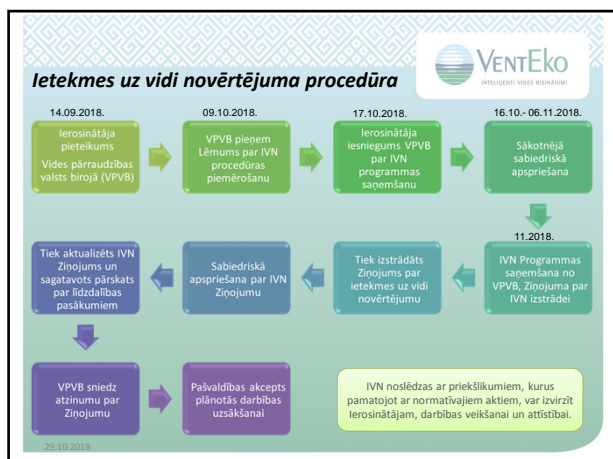 VENTEKO
INTELIĢENTI VIDES RISINĀJUMI
Ietekmes uz vidi novērtējuma procedūra
14.09.2018.
Ierosinātāja
pieteikums
Vides pārraudzības
valsts birojā (VPVB)
09.10.2018.
VPVB pieņem
Lēmums par IVN
procedūras
piemērošanu
17.10.2018.
Ierosinātāja
iesniegums VPVB
par IVN
programmas
saņemšanu
16.10.- 06.11.2018.
Sākotnējā
sabiedriskā
apspriešana
11.2018.
IVN Programmas
saņemšana no
VPVB, Ziņojuma par
IVN izstrādei
Tiek izstrādāts
Ziņojums par
ietekmes uz vidi
novērtējumu
Sabiedriskā
apspriešana par IVN
Ziņojumu
Tiek aktualizēts IVN
Ziņojums un
sagatavots pārskats
par līdzdalības
pasākumiem
VPVB sniedz
atzinumu par
Ziņojumu
Pašvaldības akcepts
plānotās darbības
uzsākšanai
IVN noslēdzas ar priekšlikumiem, kurus
pamatojot ar normatīvajiem aktiem, var izvirzīt
Ierosinātājam, darbības veikšanai un attīstībai.
29.10.2018